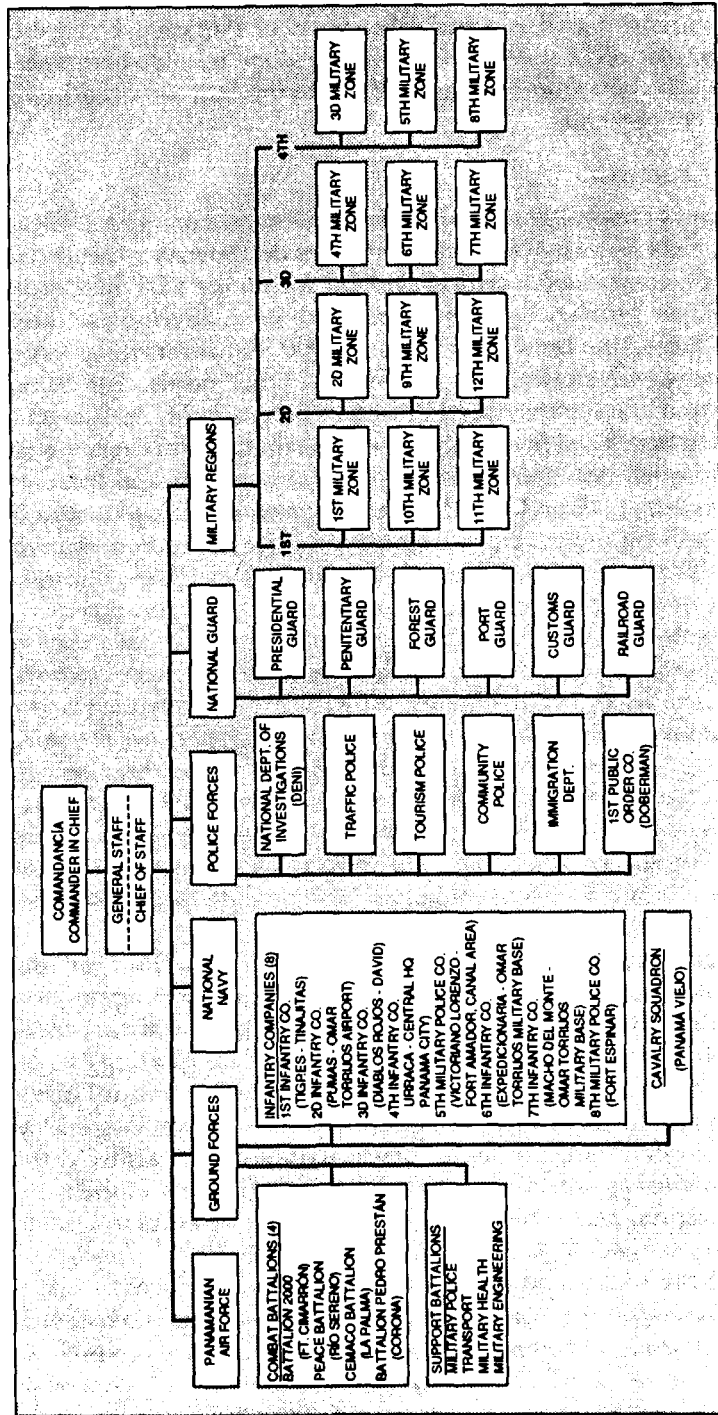 COMANDANCÍA
COMMANDER IN CHIEF
GENERAL STAFF
CHIEF OF STAFF
PANAMANIAN
AIR FORCE
GROUND FORCES
NATIONAL
NAVY
POLICE FORCES
NATIONAL GUARD
MILITARY REGIONS
COMBAT BATTALIONS (4)
BATTALION 2000
(FT. CIMARRÓN)
PEACE BATTALION
(RÍO SERENO)
CEMACO BATTALION
(LA PALMA)
BATTALION PEDRO PRESTÁN
(CORONA)
SUPPORT BATTALIONS
MILITARY POLICE
TRANSPORT
MILITARY HEALTH
MILITARY ENGINEERING
INFANTRY COMPANIES (8)
1ST INFANTRY CO.
(TIGRES - TINAJITAS)
2D INFANTRY CO.
(PUMAS - OMAR
TORRIJOS AIRPORT)
3D INFANTRY CO.
(DIABLOS ROJOS - DAVID)
4TH INFANTRY CO.
URRACA - CENTRAL HQ
PANAMA CITY)
5TH MILITARY POLICE CO.
(VICTORIANO LORENZO -
FORT AMADOR, CANAL AREA)
6TH INFANTRY CO.
(EXPEDICIONARIA - OMAR
TORRIJOS MILITARY BASE)
7TH INFANTRY CO.
(MACHO DEL MONTE -
OMAR TORRIJOS
MILITARY BASE)
8TH MILITARY POLICE CO.
(FORT ESPINAR)
CAVALRY SQUADRON
(PANAMÁ VIEJO)
NATIONAL DEPT. OF
INVESTIGATIONS
(DENI)
TRAFFIC POLICE
TOURISM POLICE
COMMUNITY
POLICE
IMMIGRATION
DEPT.
1ST PUBLIC
ORDER CO.
(DOBERMAN)
PRESIDENTIAL
GUARD
PENITENTIARY
GUARD
FOREST
GUARD
PORT
GUARD
CUSTOMS
GUARD
RAILROAD
GUARD
1ST
1ST MILITARY
ZONE
10TH MILITARY
ZONE
11TH MILITARY
ZONE
2D
2D MILITARY
ZONE
9TH MILITARY
ZONE
12TH MILITARY
ZONE
3D
4TH MILITARY
ZONE
6TH MILITARY
ZONE
7TH MILITARY
ZONE
4TH
3D MILITARY
ZONE
5TH MILITARY
ZONE
8TH MILITARY
ZONE